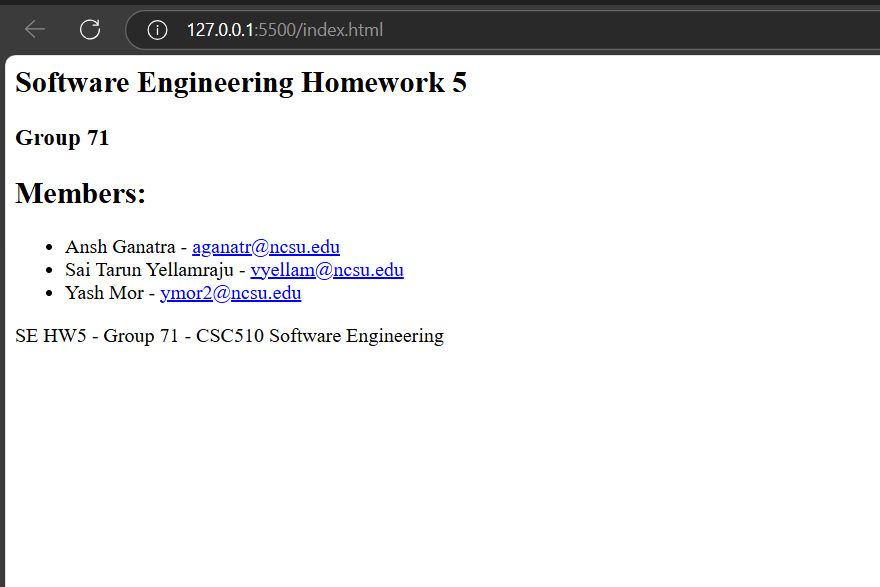 127.0.0.1:5500/index.html
Software Engineering Homework 5
Group 71
Members:
• Ansh Ganatra - aganatr@ncsu.edu
• Sai Tarun Yellamraju - vyellam@ncsu.edu
• Yash Mor - ymor2@ncsu.edu
SE HW5 - Group 71 - CSC510 Software Engineering